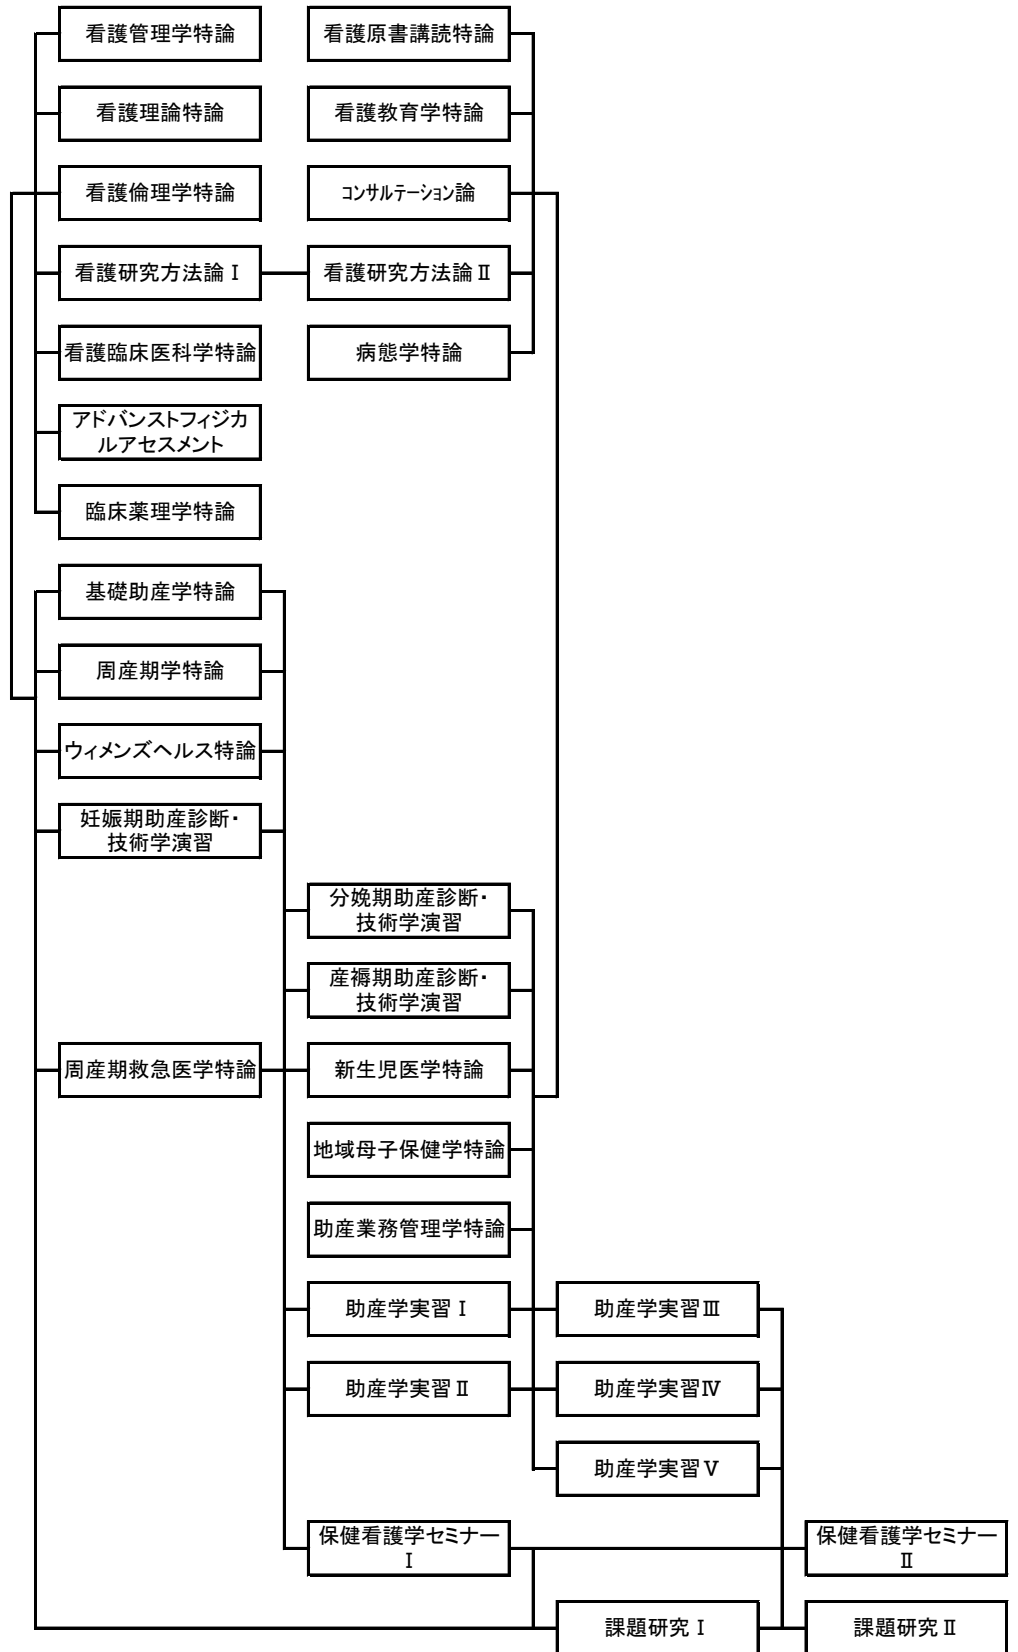 看護管理学特論
看護原書講読特論
看護理論特論
看護教育学特論
看護倫理学特論
コンサルテーション論
看護研究方法論Ⅰ
看護研究方法論Ⅱ
看護臨床医科学特論
病態学特論
アドバンストフィジカ
ルアセスメント
臨床薬理学特論
基礎助産学特論
周産期学特論
ウィメンズヘルス特論
妊娠期助産診断・
技術学演習
分娩期助産診断・
技術学演習
産褥期助産診断・
技術学演習
周産期救急医学特論
新生児医学特論
地域母子保健学特論
助産業務管理学特論
助産学実習Ⅰ
助産学実習Ⅲ
助産学実習Ⅱ
助産学実習Ⅳ
助産学実習Ⅴ
保健看護学セミナー
Ⅰ
保健看護学セミナー
Ⅱ
課題研究Ⅰ
課題研究Ⅱ